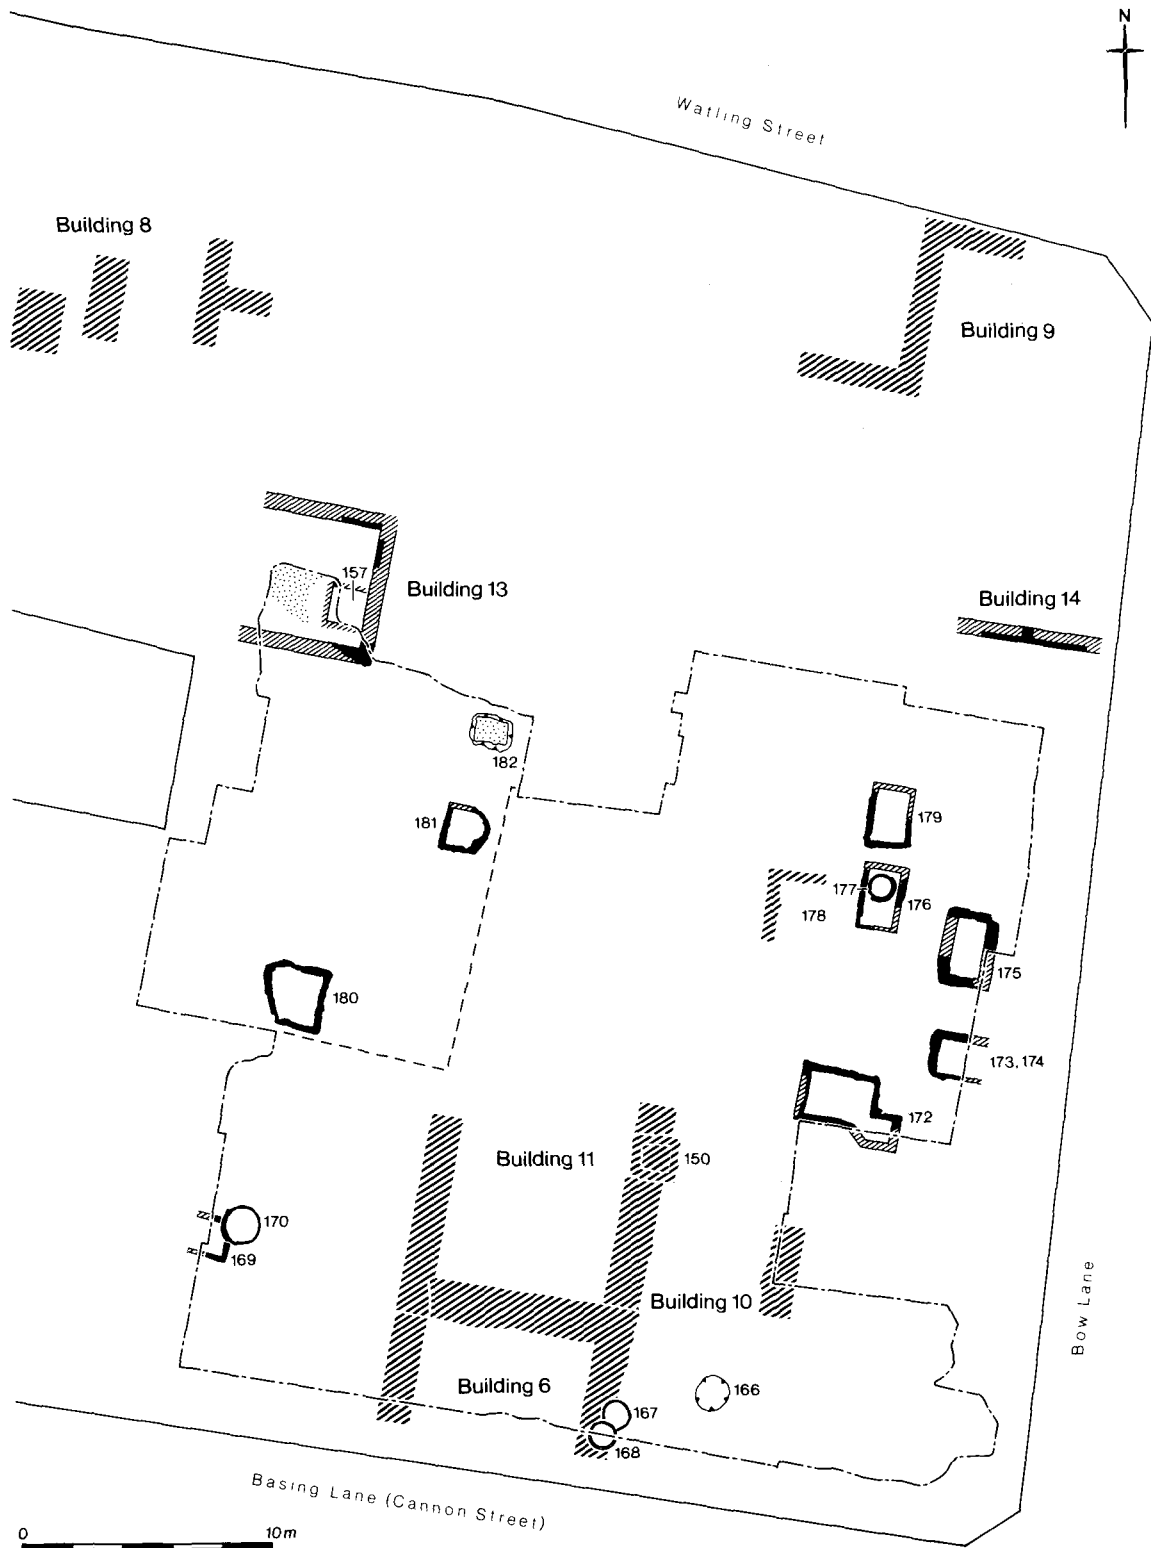 N
Watling Street
Building 8
Building 9
157
Building 13
Building 14
182
181
179
177
176
178
175
180
173, 174
172
Building 11
150
170
169
Building 10
Bow Lane
Building 6
166
167
168
Basing Lane (Cannon Street)
0 10m